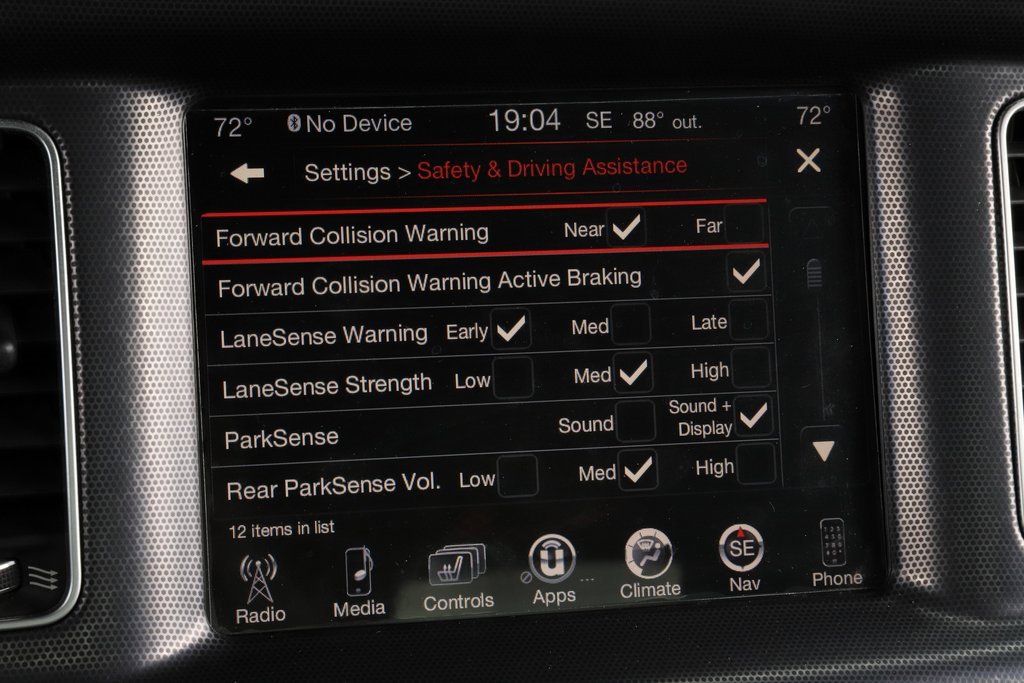 72° No Device 19:04 SE 88° out. 72°
Settings > Safety & Driving Assistance
Forward Collision Warning Near Far
Forward Collision Warning Active Braking
LaneSense Warning Early Med Late
LaneSense Strength Low Med High
ParkSense Sound Sound +
Display
Rear ParkSense Vol. Low Med High
12 items in list
SE
Radio Media Controls Apps Climate Nav Phone